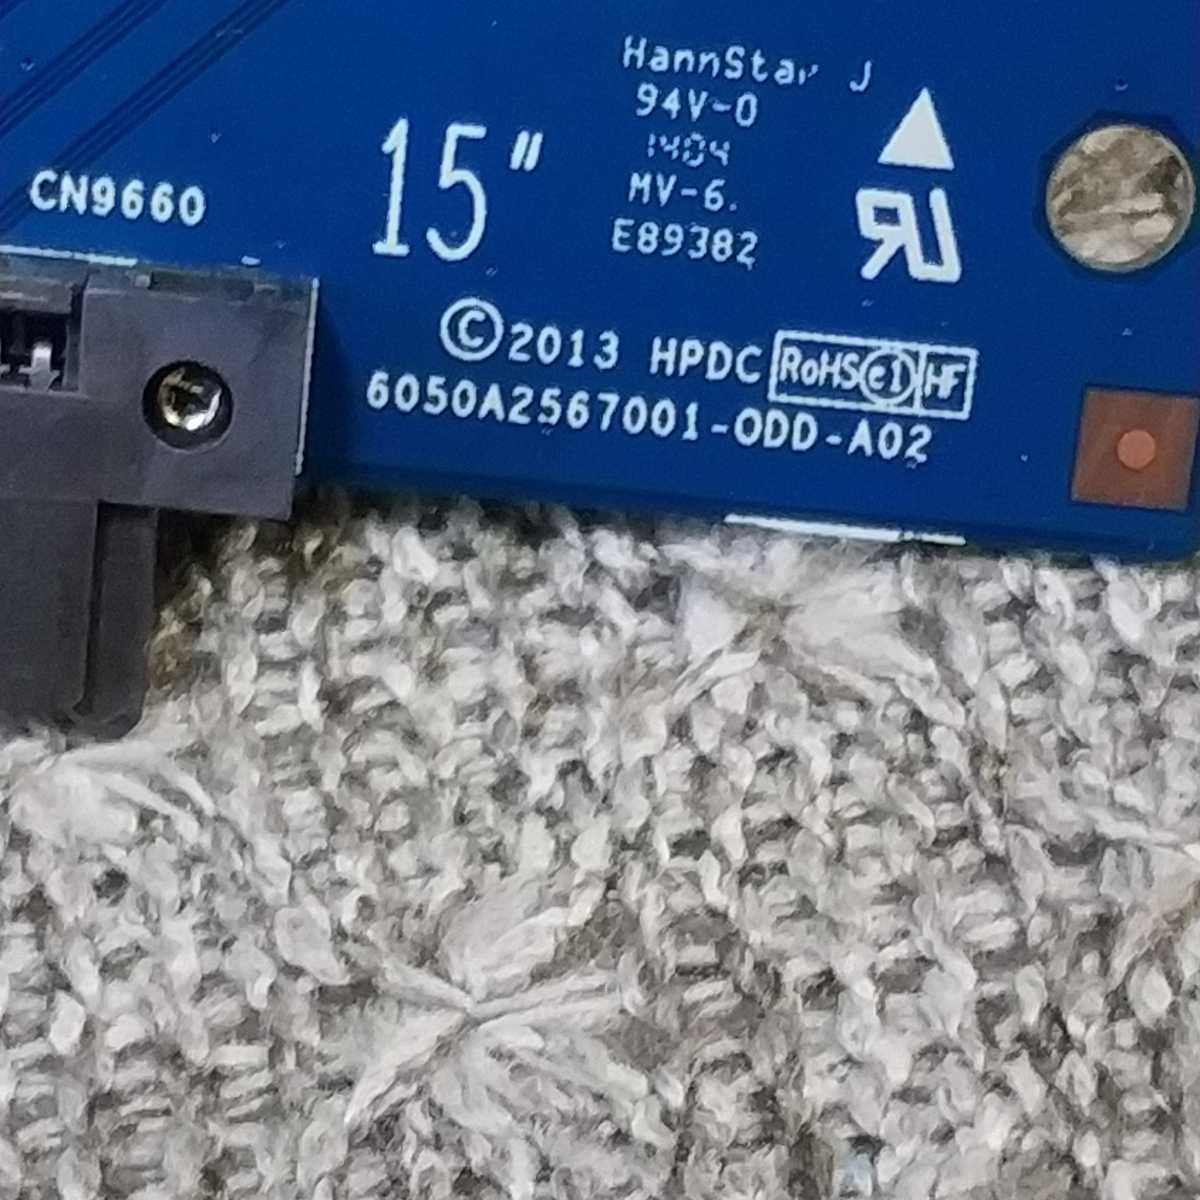 HannStar J
94V-0
1404
MV-6.
E89382
15"
CN9660
©2013 HPDC RoHS e1 HF
6050A2567001-ODD-A02